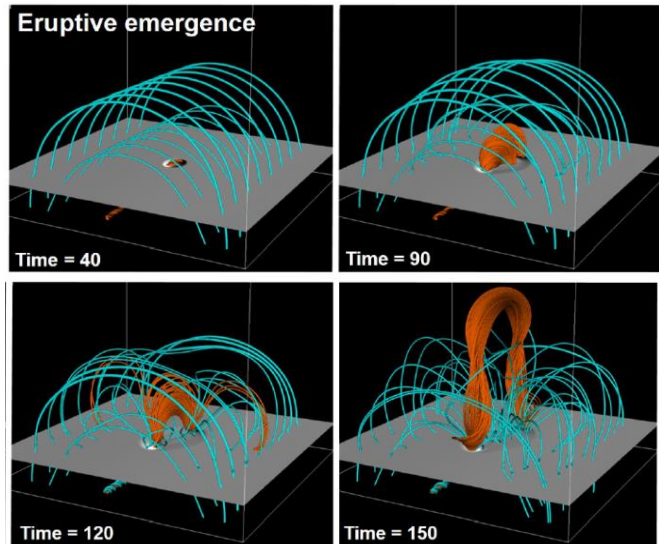 Eruptive emergence
Time = 40
Time = 90
Time = 120
Time = 150